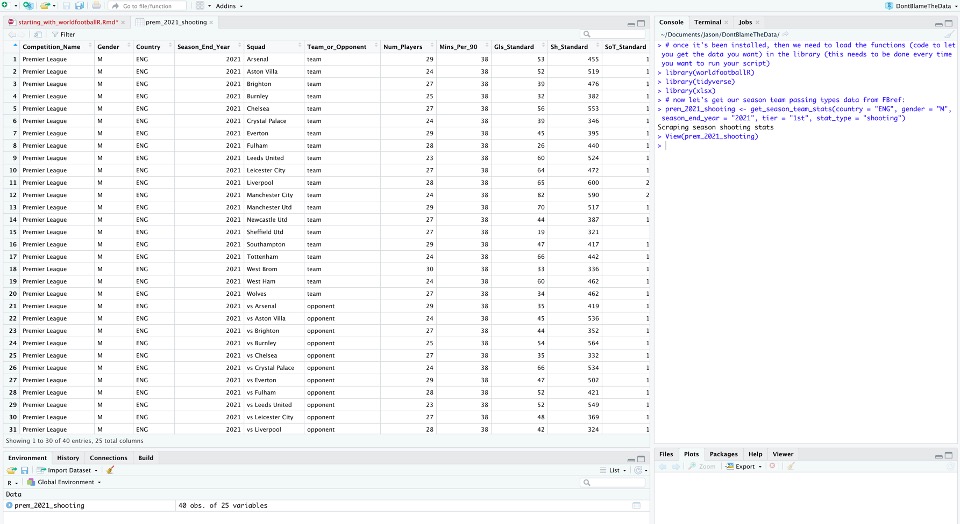 Go to file/function Addins DontBlameTheData
starting_with_worldfootballR.Rmd* prem_2021_shooting
Filter
Competition_Name Gender Country Season_End_Year Squad Team_or_Opponent Num_Players Mins_Per_90 Gls_Standard Sh_Standard SoT_Standard
1 Premier League M ENG 2021 Arsenal team 29 38 53 455 1
2 Premier League M ENG 2021 Aston Villa team 24 38 52 519 1
3 Premier League M ENG 2021 Brighton team 27 38 39 476 1
4 Premier League M ENG 2021 Burnley team 25 38 32 382 1
5 Premier League M ENG 2021 Chelsea team 27 38 56 553 1
6 Premier League M ENG 2021 Crystal Palace team 24 38 39 346 1
7 Premier League M ENG 2021 Everton team 29 38 45 395 1
8 Premier League M ENG 2021 Fulham team 28 38 26 440 1
9 Premier League M ENG 2021 Leeds United team 23 38 60 524 1
10 Premier League M ENG 2021 Leicester City team 27 38 64 472 1
11 Premier League M ENG 2021 Liverpool team 28 38 65 600 2
12 Premier League M ENG 2021 Manchester City team 24 38 82 590 2
13 Premier League M ENG 2021 Manchester Utd team 29 38 70 517 1
14 Premier League M ENG 2021 Newcastle Utd team 27 38 44 387 1
15 Premier League M ENG 2021 Sheffield Utd team 27 38 19 321
16 Premier League M ENG 2021 Southampton team 29 38 47 417 1
17 Premier League M ENG 2021 Tottenham team 24 38 66 442 1
18 Premier League M ENG 2021 West Brom team 30 38 33 336 1
19 Premier League M ENG 2021 West Ham team 24 38 60 462 1
20 Premier League M ENG 2021 Wolves team 27 38 34 462 1
21 Premier League M ENG 2021 vs Arsenal opponent 29 38 35 419 1
22 Premier League M ENG 2021 vs Aston Villa opponent 24 38 45 536 1
23 Premier League M ENG 2021 vs Brighton opponent 27 38 44 352 1
24 Premier League M ENG 2021 vs Burnley opponent 25 38 54 564 1
25 Premier League M ENG 2021 vs Chelsea opponent 27 38 35 332 1
26 Premier League M ENG 2021 vs Crystal Palace opponent 24 38 66 534 1
27 Premier League M ENG 2021 vs Everton opponent 29 38 47 502 1
28 Premier League M ENG 2021 vs Fulham opponent 28 38 52 421 1
29 Premier League M ENG 2021 vs Leeds United opponent 23 38 52 549 1
30 Premier League M ENG 2021 vs Leicester City opponent 27 38 48 369 1
31 Premier League M ENG 2021 vs Liverpool opponent 28 38 42 324 1
Showing 1 to 30 of 40 entries, 25 total columns
Environment History Connections Build
Import Dataset List
R Global Environment
Data
prem_2021_shooting 40 obs. of 25 variables
Console Terminal Jobs
~/Documents/Jason/DontBlameTheData/
> # once it's been installed, then we need to load the functions (code to
let you get the data you want) in the library (this needs to be done every time
you want to run your script)
> library(worldfootballR)
> library(tidyverse)
> library(xlsx)
> # now let's get our season team passing types data from FBref:
> prem_2021_shooting <- get_season_team_stats(country = "ENG", gender = "M",
season_end_year = "2021", tier = "1st", stat_type = "shooting")
Scraping season shooting stats
> View(prem_2021_shooting)
>
Files Plots Packages Help Viewer
Zoom Export